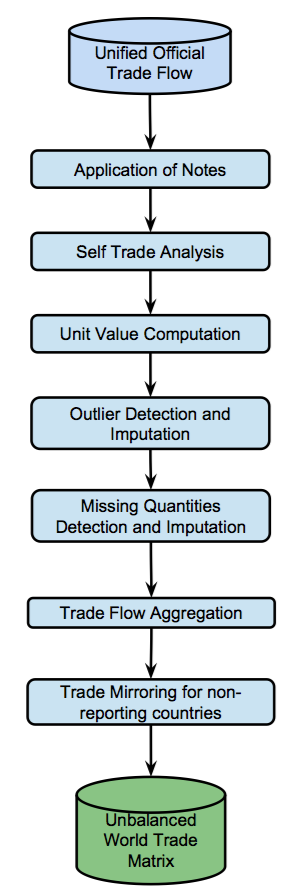 Unified Official
Trade Flow
Application of Notes
Self Trade Analysis
Unit Value Computation
Outlier Detection and
Imputation
Missing Quantities
Detection and Imputation
Trade Flow Aggregation
Trade Mirroring for non-
reporting countries
Unbalanced
World Trade
Matrix